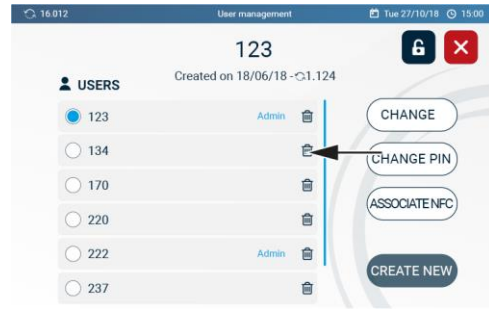 16.012 User management Tue 27/10/18 15:00
123
Created on 18/06/18 - 1.124
USERS
123 Admin
134
170
220
222 Admin
237
CHANGE
CHANGE PIN
ASSOCIATE NFC
CREATE NEW